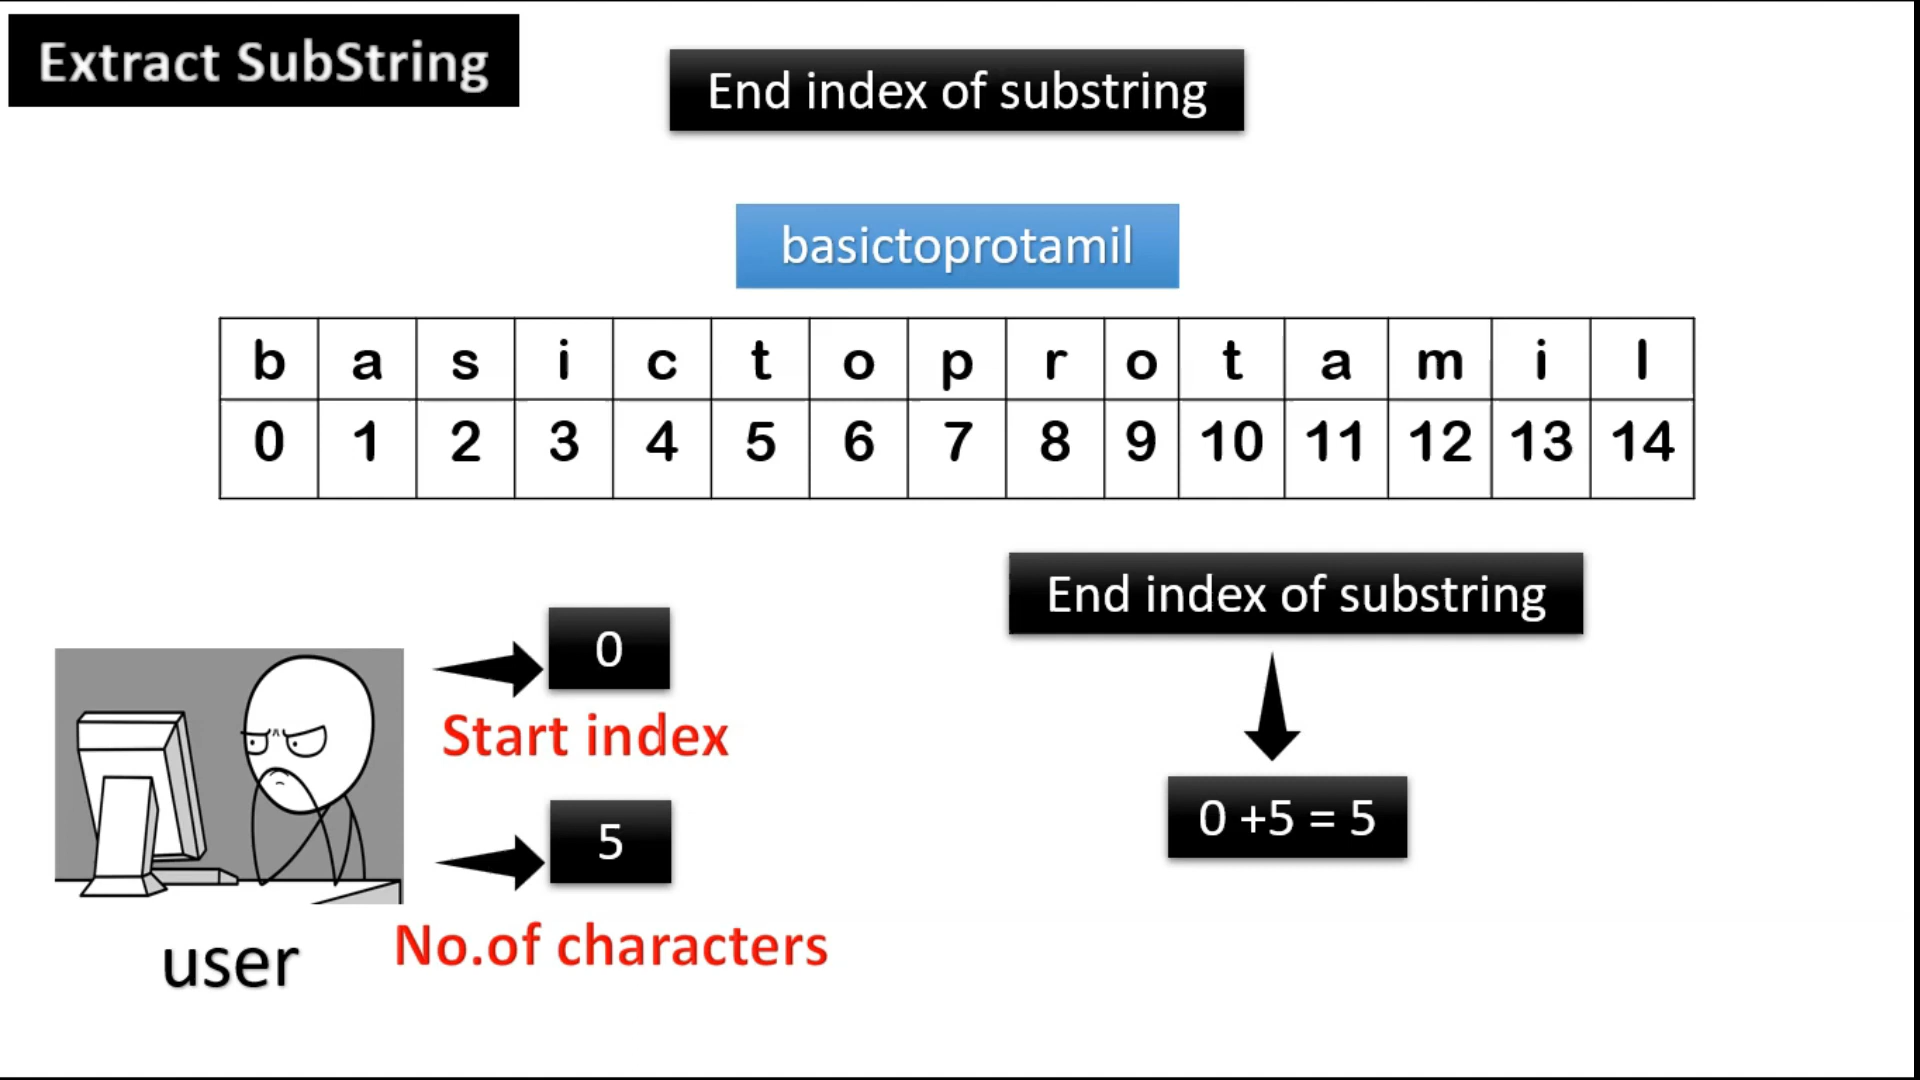 Extract SubString
End index of substring
basictoprotamil
b a s i c t o p r o t a m i l
0 1 2 3 4 5 6 7 8 9 10 11 12 13 14
End index of substring
0
Start index
0 +5 = 5
5
No.of characters
user